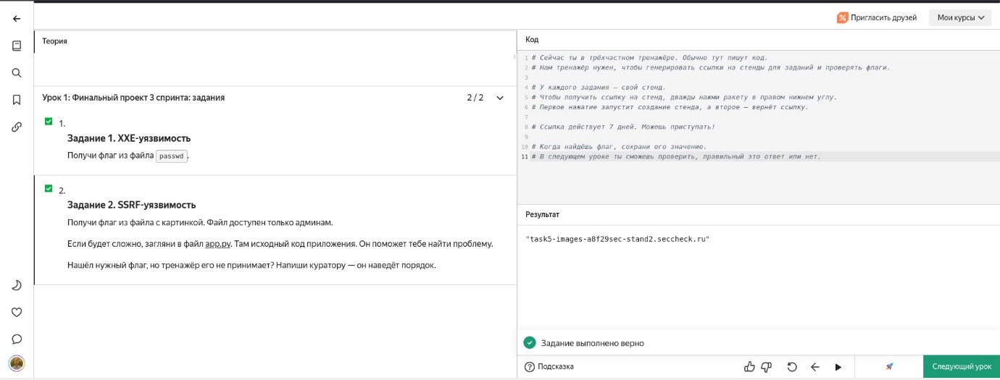 Пригласить друзей
Мои курсы
Теория
Урок 1: Финальный проект 3 спринта: задания
2 / 2
1.
Задание 1. XXE-уязвимость
Получи флаг из файла passwd.
2.
Задание 2. SSRF-уязвимость
Получи флаг из файла с картинкой. Файл доступен только админам.
Если будет сложно, загляни в файл app.py. Там исходный код приложения. Он поможет тебе найти проблему.
Нашёл нужный флаг, но тренажёр его не принимает? Напиши куратору — он наведёт порядок.
Код
1 # Сейчас ты в трёхчастном тренажёре. Обычно тут пишут код.
2 # Нам тренажёр нужен, чтобы генерировать ссылки на стенды для заданий и проверять флаги.
3
4 # У каждого задания — свой стенд.
5 # Чтобы получить ссылку на стенд, дважды нажми ракету в правом нижнем углу.
6 # Первое нажатие запустит создание стенда, а второе — вернёт ссылку.
7
8 # Ссылка действует 7 дней. Можешь приступать!
9
10 # Когда найдёшь флаг, сохрани его значение.
11 # В следующем уроке ты сможешь проверить, правильный это ответ или нет.
Результат
"task5-images-a8f29sec-stand2.seccheck.ru"
Задание выполнено верно
Подсказка
Следующий урок